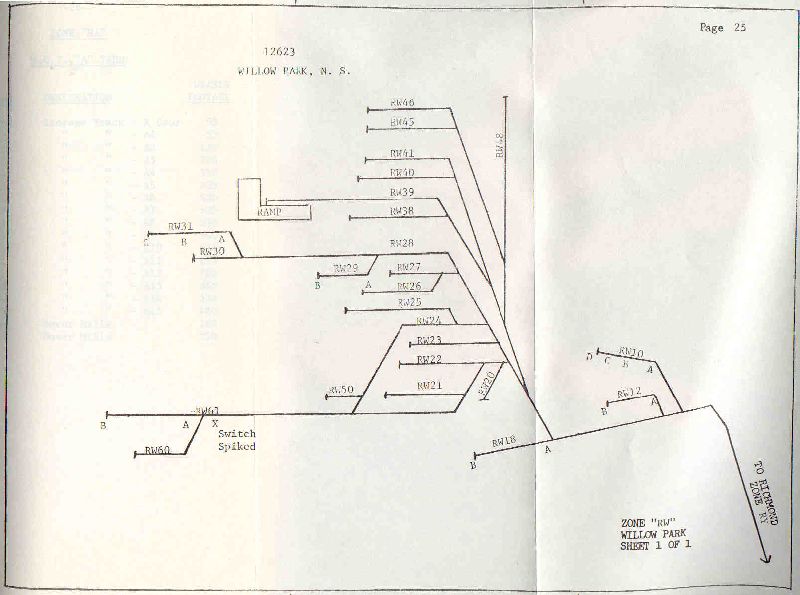 Page 25
12623
WILLOW PARK, N. S.
RW46
RW45
RW48
RW41
RW40
RW39
RAMP
RW38
RW31
B A
RW30
RW28
RW29
B A
RW27
RW26
RW25
RW24
RW23
RW22
RW21
RW20
RW50
RW61
B A X
Switch
Spiked
RW60
RW10
D C B A
RW12
B A
RW18
B A
TO RICHMOND
ZONE RY
ZONE "RW"
WILLOW PARK
SHEET 1 OF 1